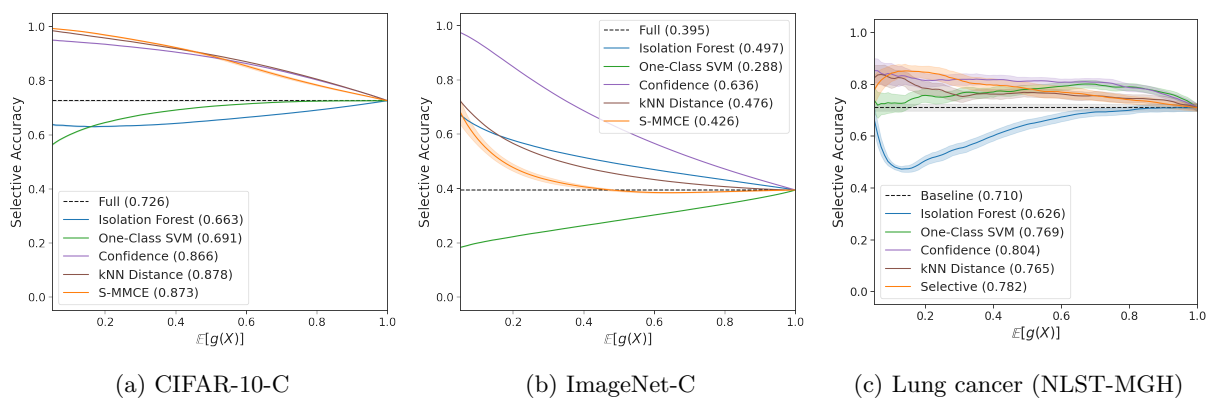 Selective Accuracy
1.0
0.8
0.6
0.4
0.2
0.0
Full (0.726)
Isolation Forest (0.663)
One-Class SVM (0.691)
Confidence (0.866)
kNN Distance (0.878)
S-MMCE (0.873)
0.2 0.4 0.6 0.8 1.0
𝔼[g(X)]
(a) CIFAR-10-C
Selective Accuracy
1.0
0.8
0.6
0.4
0.2
0.0
Full (0.395)
Isolation Forest (0.497)
One-Class SVM (0.288)
Confidence (0.636)
kNN Distance (0.476)
S-MMCE (0.426)
0.2 0.4 0.6 0.8 1.0
𝔼[g(X)]
(b) ImageNet-C
Selective Accuracy
1.0
0.8
0.6
0.4
0.2
0.0
Baseline (0.710)
Isolation Forest (0.626)
One-Class SVM (0.769)
Confidence (0.804)
kNN Distance (0.765)
Selective (0.782)
0.2 0.4 0.6 0.8 1.0
𝔼[g(X)]
(c) Lung cancer (NLST-MGH)